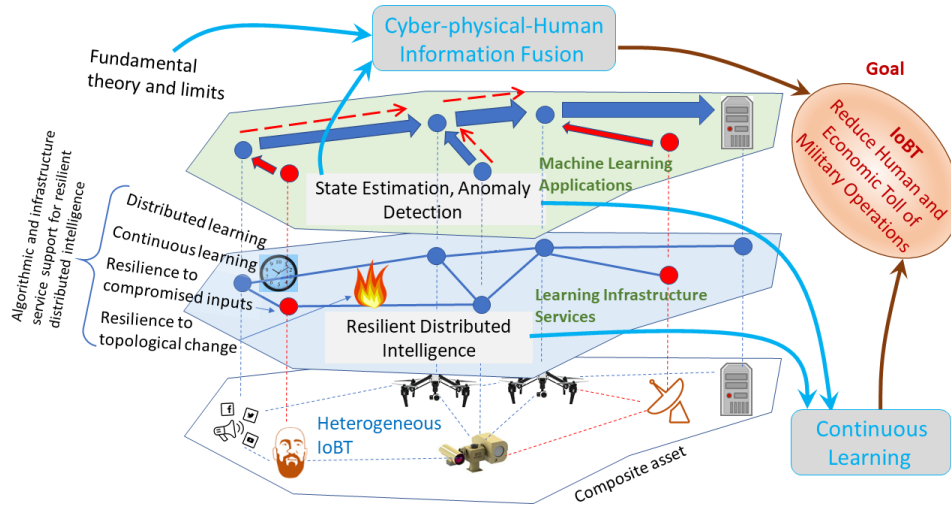 Cyber-physical-Human
Information Fusion
Fundamental
theory and limits
Goal
IoBT
Reduce Human and
Economic Toll of
Military Operations
Machine Learning
Applications
State Estimation, Anomaly
Detection
Algorithmic and infrastructure
service support for resilient
distributed intelligence
Distributed learning
Continuous learning
Resilience to
compromised inputs
Resilience to
topological change
Learning Infrastructure
Services
Resilient Distributed
Intelligence
Heterogeneous
IoBT
Composite asset
Continuous
Learning